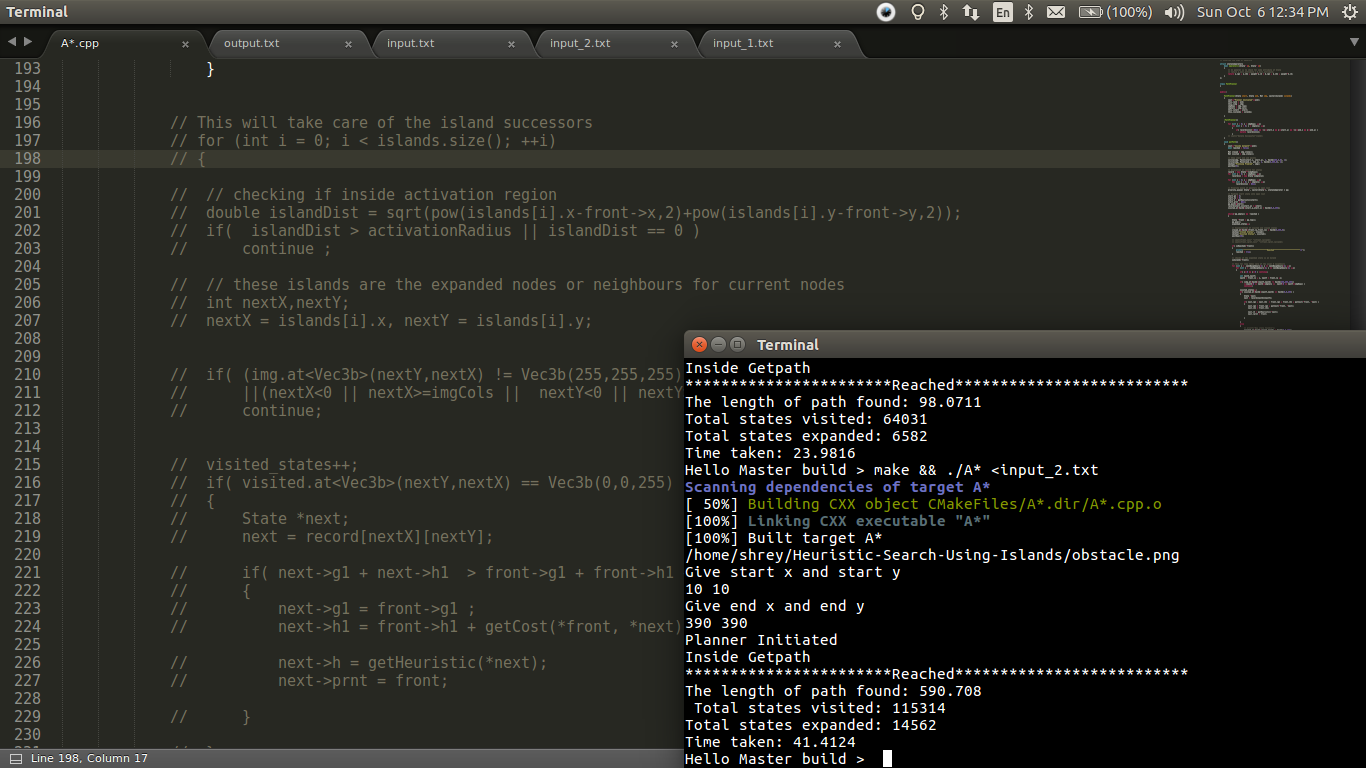 Terminal
En
(100%)
Sun Oct 6 12:34 PM
A*.cpp
output.txt
input.txt
input_2.txt
input_1.txt
193 }
194
195
196 // This will take care of the island successors
197 // for (int i = 0; i < islands.size(); ++i)
198 // {
199
200 // // checking if inside activation region
201 // double islandDist = sqrt(pow(islands[i].x-front->x,2)+pow(islands[i].y-front->y,2));
202 // if( islandDist > activationRadius || islandDist == 0 )
203 // continue ;
204
205 // // these islands are the expanded nodes or neighbours for current nodes
206 // int nextX,nextY;
207 // nextX = islands[i].x, nextY = islands[i].y;
208
209
210 // if( (img.at<Vec3b>(nextY,nextX) != Vec3b(255,255,255)
211 // ||(nextX<0 || nextX>=imgCols || nextY<0 || nextY
212 // continue;
213
214
215 // visited_states++;
216 // if( visited.at<Vec3b>(nextY,nextX) == Vec3b(0,0,255)
217 // {
218 // State *next;
219 // next = record[nextX][nextY];
220
221 // if( next->g1 + next->h1 > front->g1 + front->h1
222 // {
223 // next->g1 = front->g1 ;
224 // next->h1 = front->h1 + getCost(*front, *next)
225
226 // next->h = getHeuristic(*next);
227 // next->prnt = front;
228
229 // }
230
Line 198, Column 17
Terminal
Inside Getpath
***********************Reached**************************
The length of path found: 98.0711
Total states visited: 64031
Total states expanded: 6582
Time taken: 23.9816
Hello Master build > make && ./A* <input_2.txt
Scanning dependencies of target A*
[ 50%] Building CXX object CMakeFiles/A*.dir/A*.cpp.o
[100%] Linking CXX executable "A*"
[100%] Built target A*
/home/shrey/Heuristic-Search-Using-Islands/obstacle.png
Give start x and start y
10 10
Give end x and end y
390 390
Planner Initiated
Inside Getpath
***********************Reached**************************
The length of path found: 590.708
 Total states visited: 115314
Total states expanded: 14562
Time taken: 41.4124
Hello Master build >